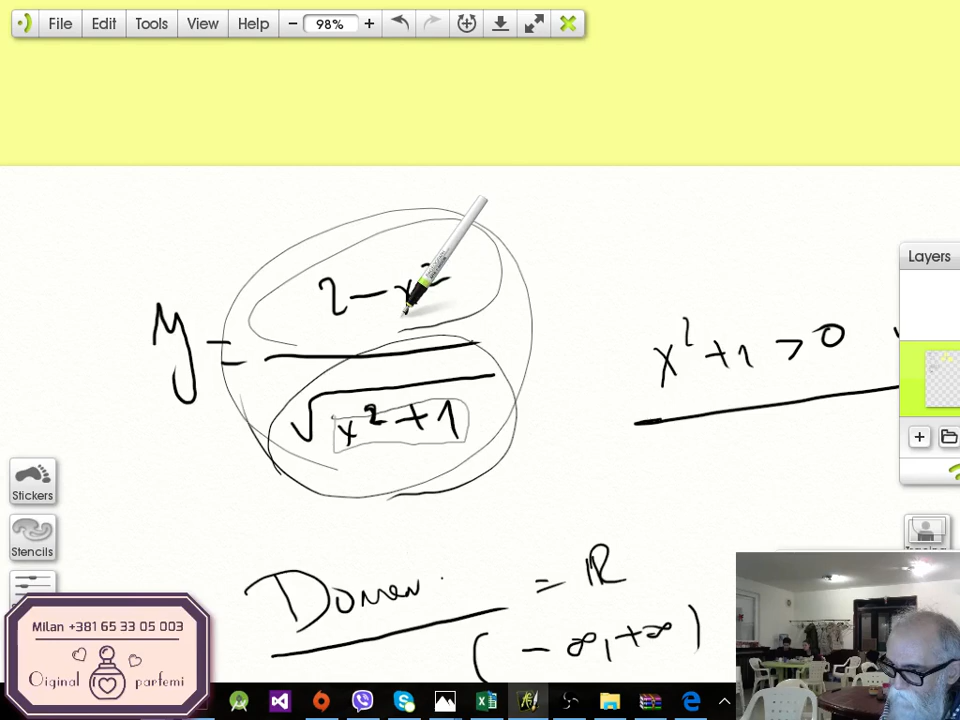 File Edit Tools View Help − 98% +
2 − x²
y =
√x² + 1
x² + 1 > 0
Layers
Stickers
Stencils
Domen = ℝ
(−∞, +∞)
MIlan +381 65 33 05 003
Oiginal parfemi